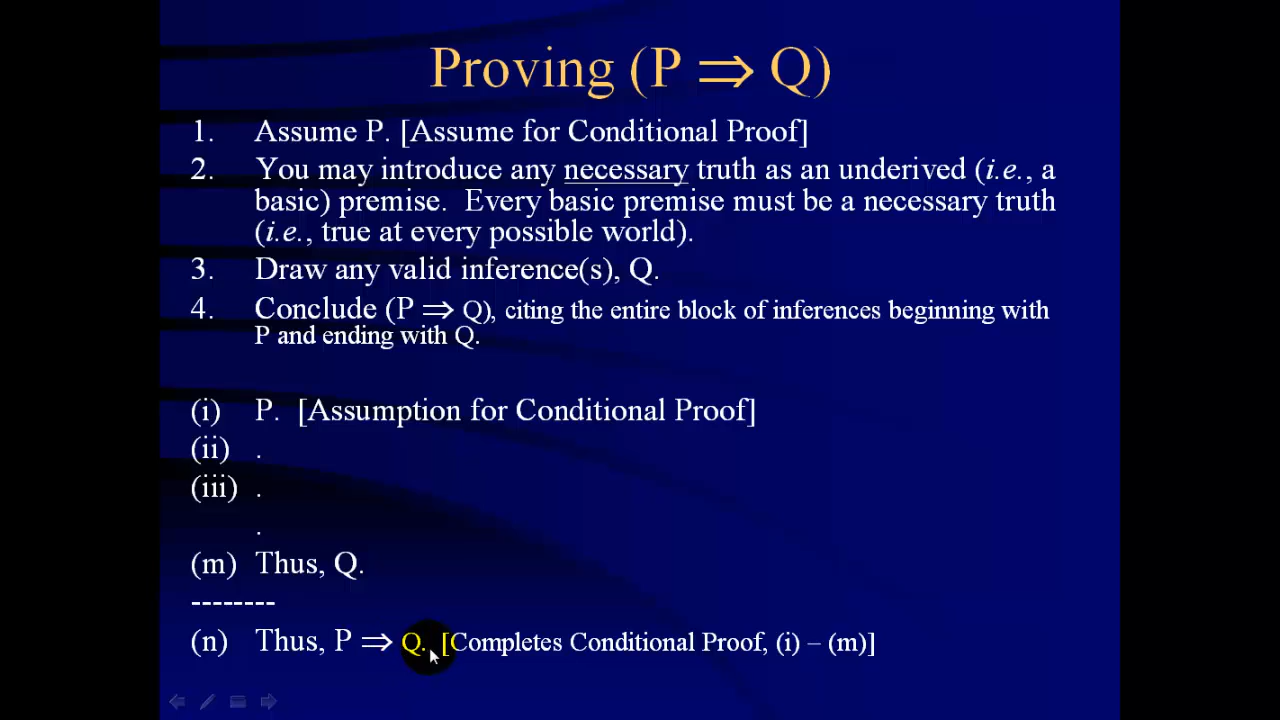 Proving (P ⇒ Q)
1. Assume P. [Assume for Conditional Proof]
2. You may introduce any necessary truth as an underived (i.e., a
basic) premise. Every basic premise must be a necessary truth
(i.e., true at every possible world).
3. Draw any valid inference(s), Q.
4. Conclude (P ⇒ Q), citing the entire block of inferences beginning with
P and ending with Q.
(i) P. [Assumption for Conditional Proof]
(ii) .
(iii) .
.
(m) Thus, Q.
--------
(n) Thus, P ⇒ Q. [Completes Conditional Proof, (i) – (m)]